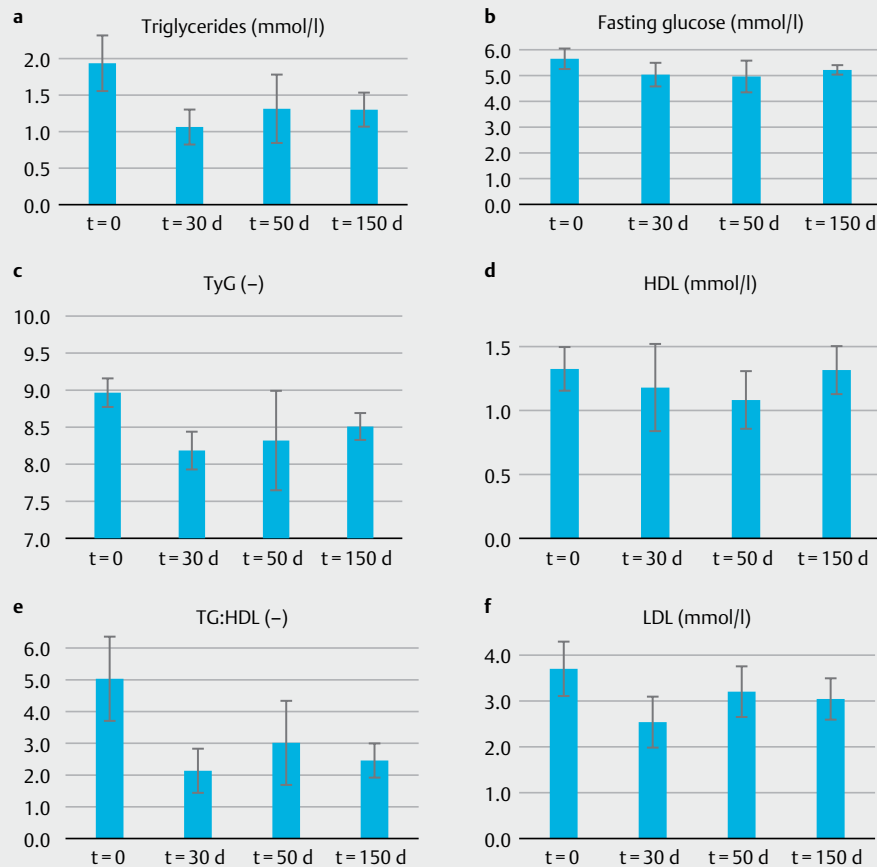 a
Triglycerides (mmol/l)
2.0
1.5
1.0
0.5
0.0
t = 0 t = 30 d t = 50 d t = 150 d
b
Fasting glucose (mmol/l)
6.0
5.0
4.0
3.0
2.0
1.0
0.0
t = 0 t = 30 d t = 50 d t = 150 d
c
TyG (–)
10.0
9.5
9.0
8.5
8.0
7.5
7.0
t = 0 t = 30 d t = 50 d t = 150 d
d
HDL (mmol/l)
1.5
1.0
0.5
0.0
t = 0 t = 30 d t = 50 d t = 150 d
e
TG:HDL (–)
6.0
5.0
4.0
3.0
2.0
1.0
0.0
t = 0 t = 30 d t = 50 d t = 150 d
f
LDL (mmol/l)
4.0
3.0
2.0
1.0
0.0
t = 0 t = 30 d t = 50 d t = 150 d